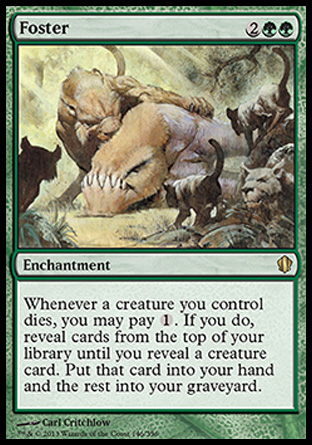 Foster 2
Enchantment
Whenever a creature you control
dies, you may pay 1. If you do,
reveal cards from the top of your
library until you reveal a creature
card. Put that card into your hand
and the rest into your graveyard.
Carl Critchlow
™ & © 2013 Wizards of the Coast 146/356